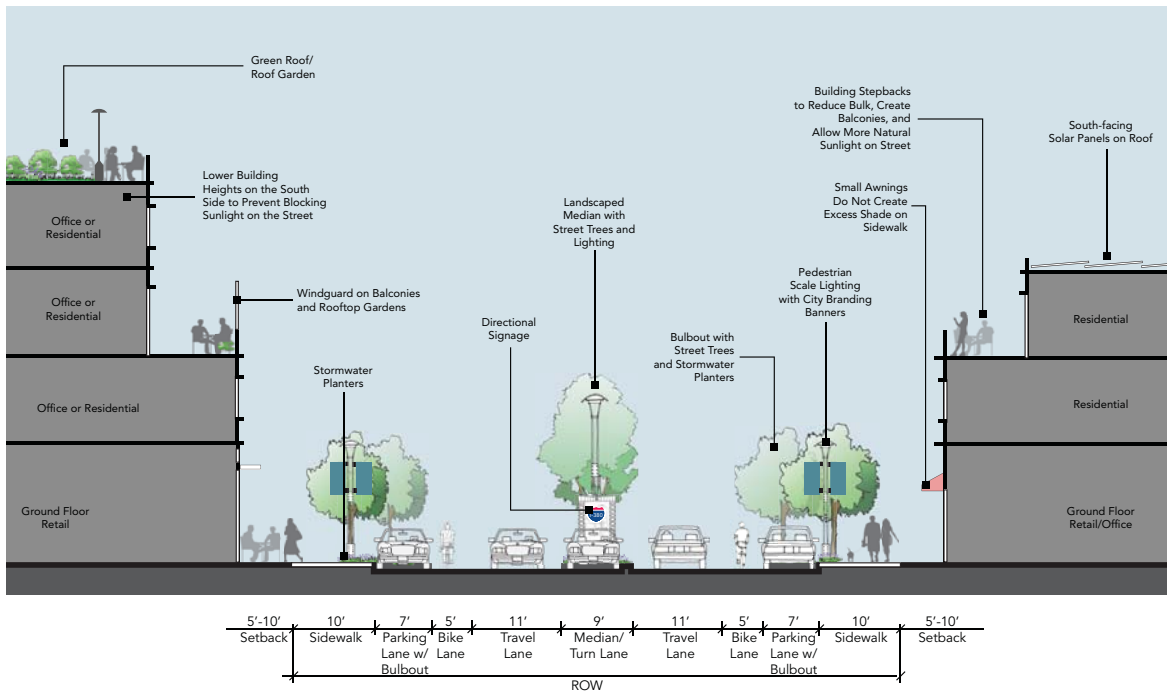 Green Roof/
Roof Garden
Building Stepbacks
to Reduce Bulk, Create
Balconies, and
Allow More Natural
Sunlight on Street
South-facing
Solar Panels on Roof
Lower Building
Heights on the South
Side to Prevent Blocking
Sunlight on the Street
Small Awnings
Do Not Create
Excess Shade on
Sidewalk
Landscaped
Median with
Street Trees and
Lighting
Office or
Residential
Pedestrian
Scale Lighting
with City Branding
Banners
Windguard on Balconies
and Rooftop Gardens
Office or
Residential
Directional
Signage
Bulbout with
Street Trees
and Stormwater
Planters
Residential
Stormwater
Planters
Office or Residential
Residential
Ground Floor
Retail
Ground Floor
Retail/Office
380
5'-10' 10' 7' 5' 11' 9' 11' 5' 7' 10' 5'-10'
Setback Sidewalk Parking Bike Travel Median/ Travel Bike Parking Sidewalk Setback
Lane w/ Lane Lane Turn Lane Lane Lane Lane w/
Bulbout Bulbout
ROW